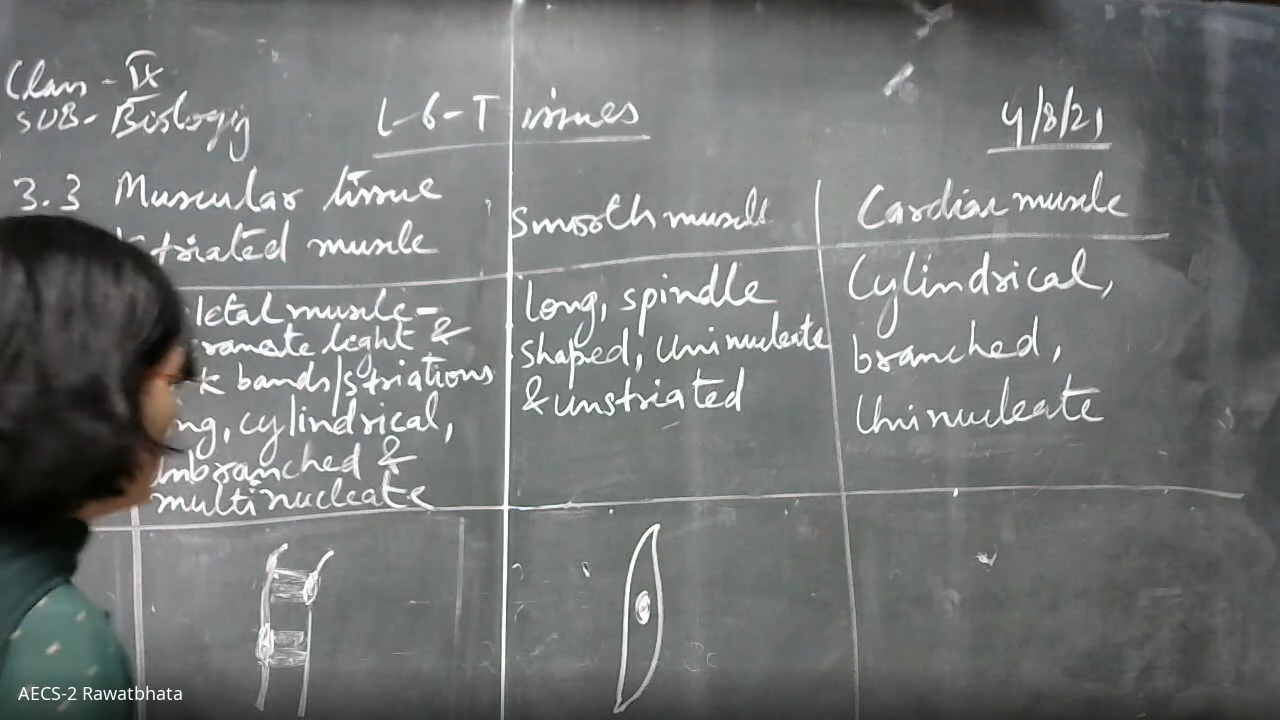 Class - IX
SUB - Biology
L-6-Tissues
4/8/21
3.3 Muscular tissue
striated muscle
Smooth muscle
Cardiac muscle
letal muscle -
light &
k bands/striations
ng, cylindrical,
unbranched &
multinucleate
long, spindle
shaped, Uninucleate
& unstriated
Cylindrical,
branched,
Uninucleate
AECS-2 Rawatbhata